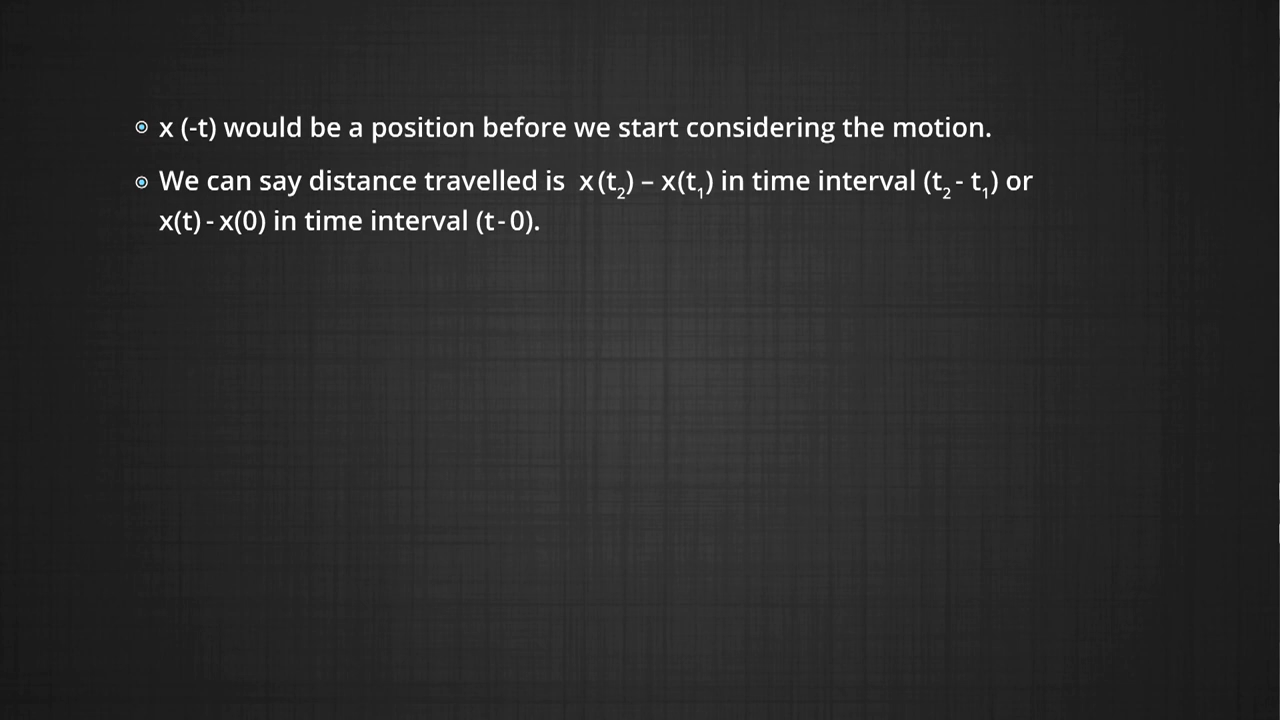 x (-t) would be a position before we start considering the motion.
We can say distance travelled is x (t₂) – x(t₁) in time interval (t₂ - t₁) or
x(t) - x(0) in time interval (t - 0).